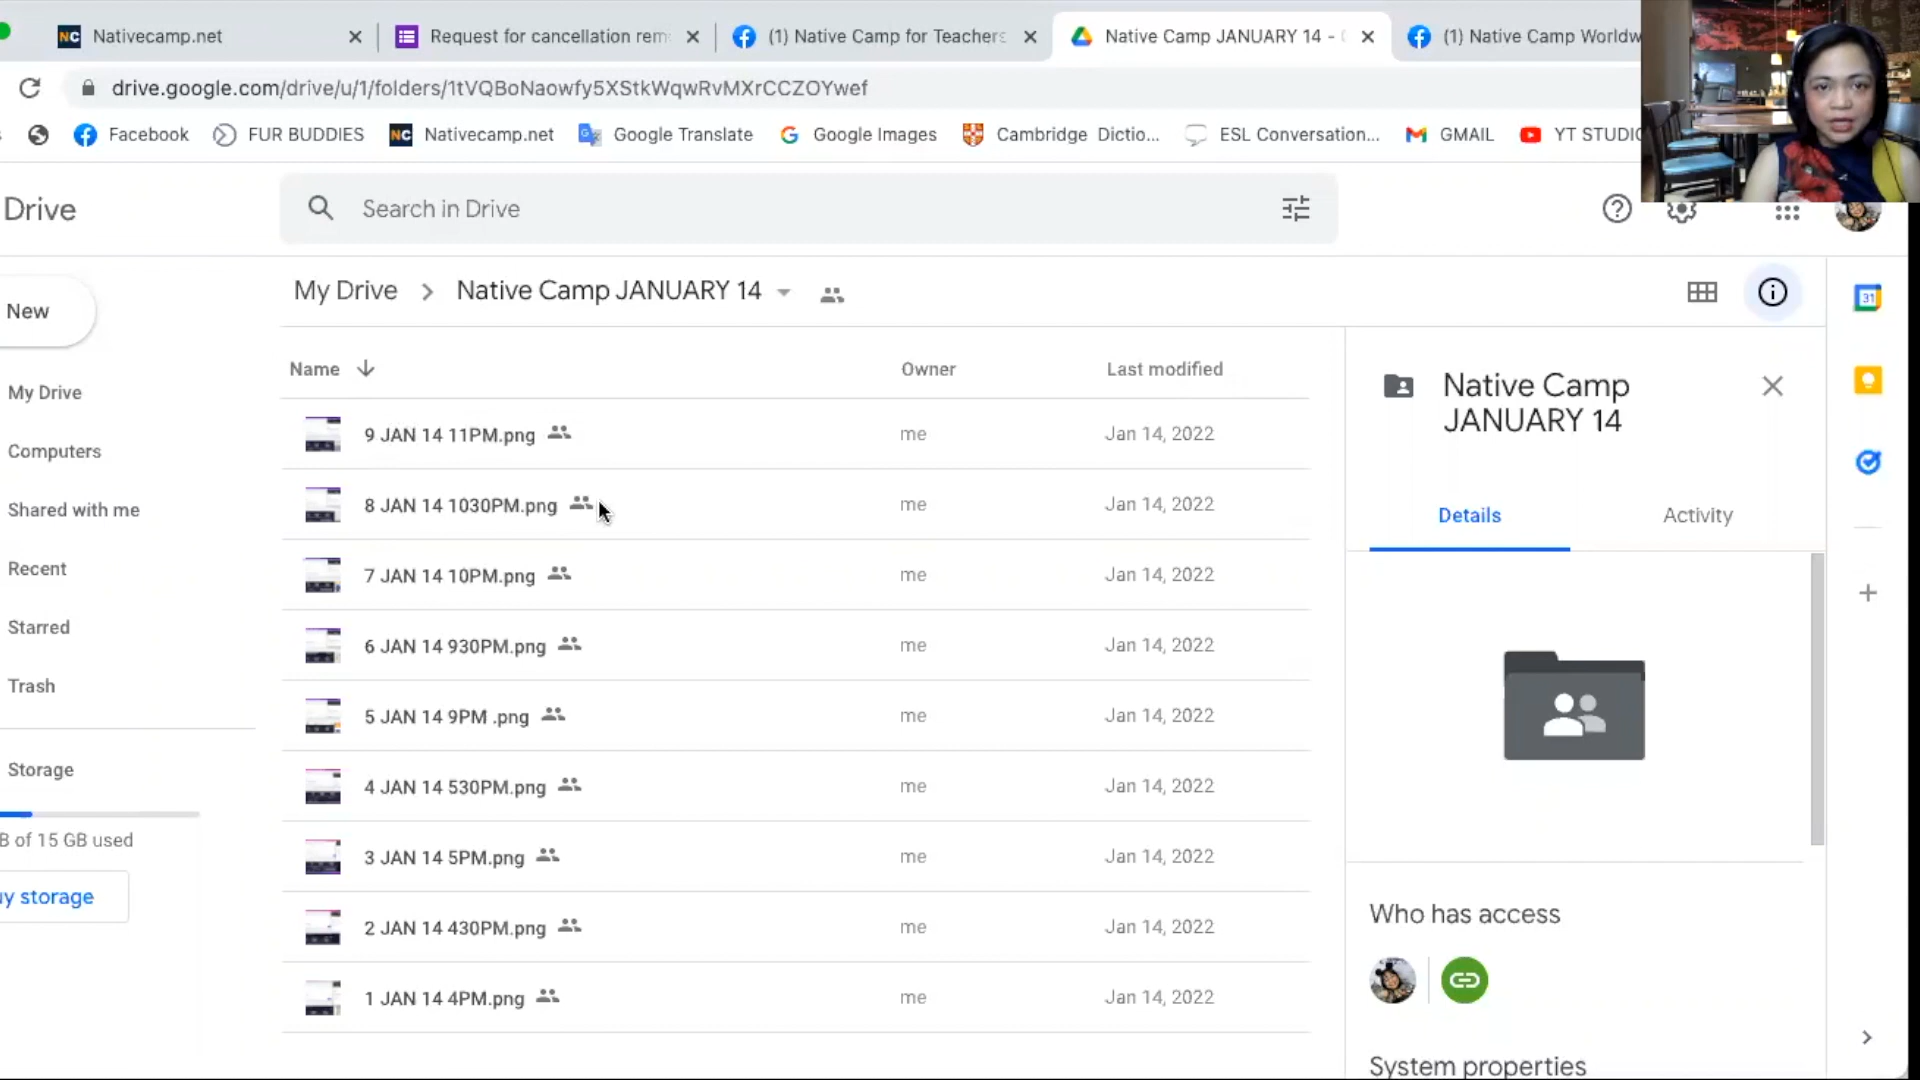 NC Nativecamp.net
Request for cancellation rem
(1) Native Camp for Teachers
Native Camp JANUARY 14 -
(1) Native Camp Worldw
drive.google.com/drive/u/1/folders/1tVQBoNaowfy5XStkWqwRvMXrCCZOYwef
Facebook
FUR BUDDIES
NC Nativecamp.net
Google Translate
Google Images
Cambridge Dictio...
ESL Conversation...
GMAIL
YT STUDIO
Drive
Search in Drive
New
My Drive
Computers
Shared with me
Recent
Starred
Trash
Storage
B of 15 GB used
y storage
My Drive > Native Camp JANUARY 14
Name
Owner
Last modified
9 JAN 14 11PM.png me Jan 14, 2022
8 JAN 14 1030PM.png me Jan 14, 2022
7 JAN 14 10PM.png me Jan 14, 2022
6 JAN 14 930PM.png me Jan 14, 2022
5 JAN 14 9PM .png me Jan 14, 2022
4 JAN 14 530PM.png me Jan 14, 2022
3 JAN 14 5PM.png me Jan 14, 2022
2 JAN 14 430PM.png me Jan 14, 2022
1 JAN 14 4PM.png me Jan 14, 2022
Native Camp
JANUARY 14
Details
Activity
Who has access
System properties
31